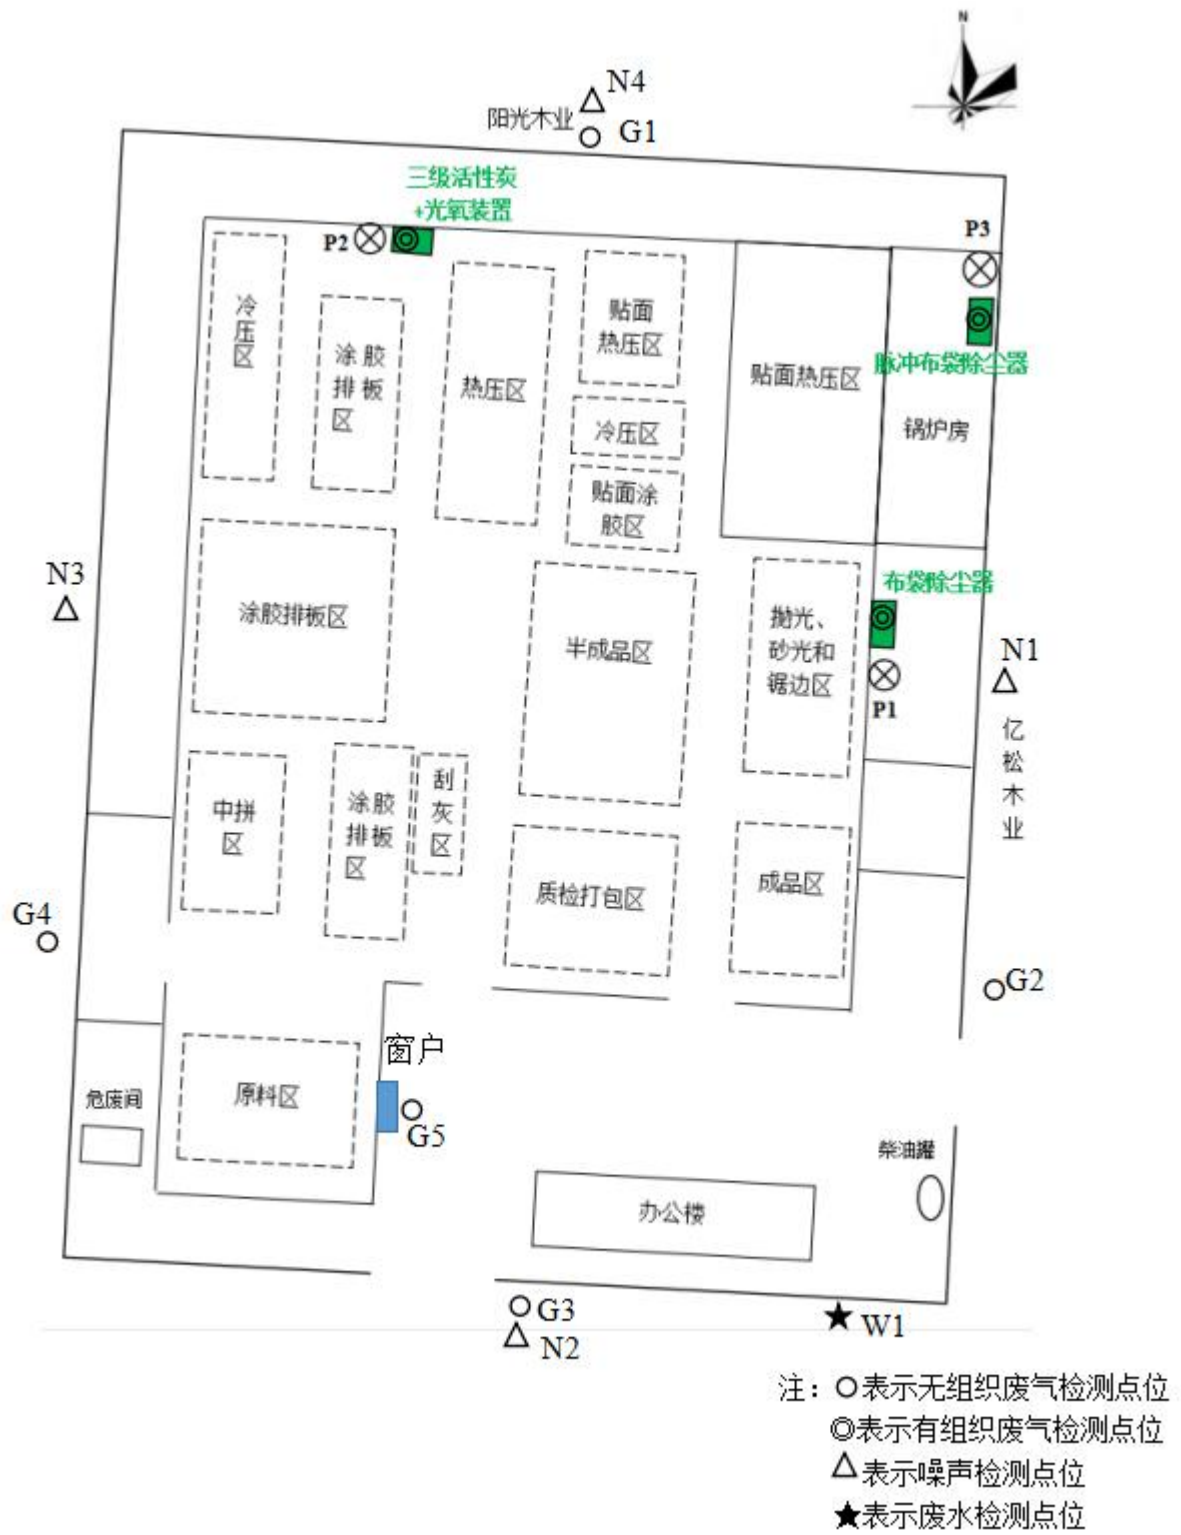 N
N4
阳光木业
G1
三级活性炭
+光氧装置
P2
P3
冷
压
区
涂胶
排板
区
热压区
贴面
热压区
贴面热压区
脉冲布袋除尘器
冷压区
锅炉房
贴面涂
胶区
N3
涂胶排板区
半成品区
抛光、
砂光和
锯边区
布袋除尘器
P1
N1
亿
松
木
业
中拼
区
涂胶
排板
区
刮
灰
区
质检打包区
成品区
G4
G2
窗户
危废间
原料区
G5
柴油罐
办公楼
G3
N2
W1
注：○表示无组织废气检测点位
◎表示有组织废气检测点位
△表示噪声检测点位
★表示废水检测点位